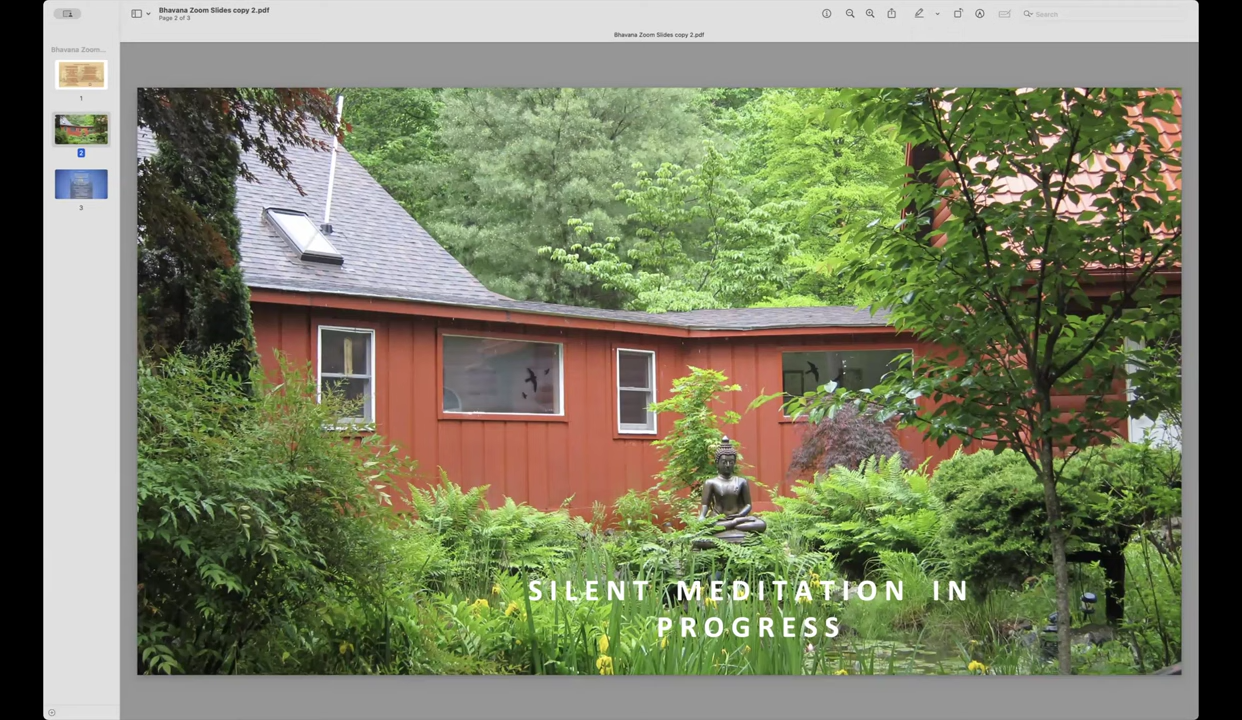 Bhavana Zoom Slides copy 2.pdf
Page 2 of 3
Search
Bhavana Zoom Slides copy 2.pdf
Bhavana Zoom...
1
2
3
SILENT MEDITATION IN
PROGRESS